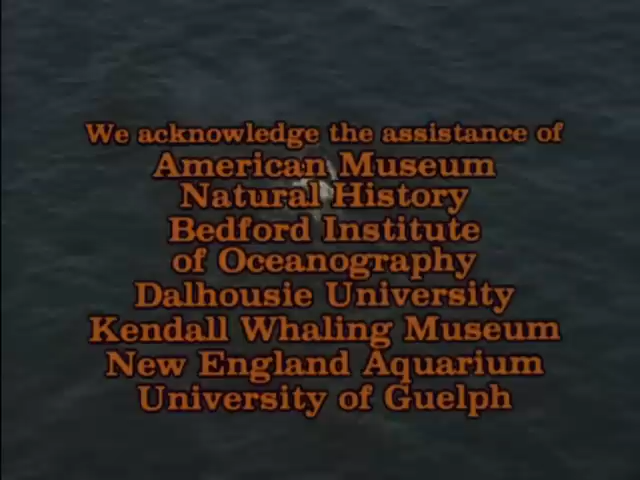 We acknowledge the assistance of
American Museum
Natural History
Bedford Institute
of Oceanography
Dalhousie University
Kendall Whaling Museum
New England Aquarium
University of Guelph